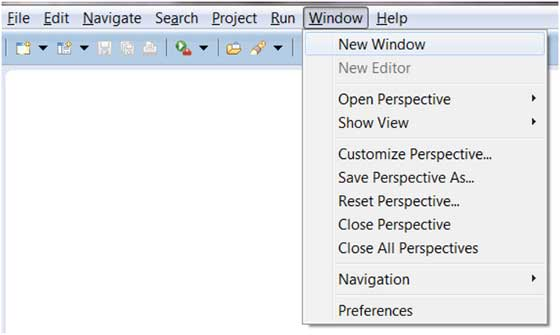 File Edit Navigate Search Project Run Window Help
New Window
New Editor
Open Perspective
Show View
Customize Perspective...
Save Perspective As...
Reset Perspective...
Close Perspective
Close All Perspectives
Navigation
Preferences